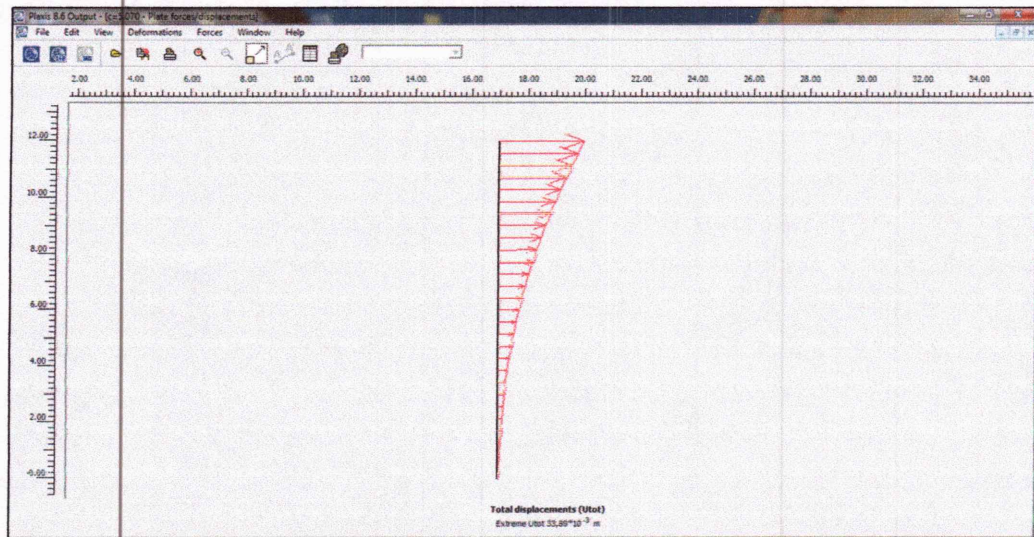 Plaxis 8.6 Output - [c=5.070 - Plate forces/displacements]
File Edit View Deformations Forces Window Help
2.00 4.00 6.00 8.00 10.00 12.00 14.00 16.00 18.00 20.00 22.00 24.00 26.00 28.00 30.00 32.00 34.00
12.00
10.00
8.00
6.00
4.00
2.00
-0.00
Total displacements (Utot)
Extreme Utot 33,89*10⁻³ m